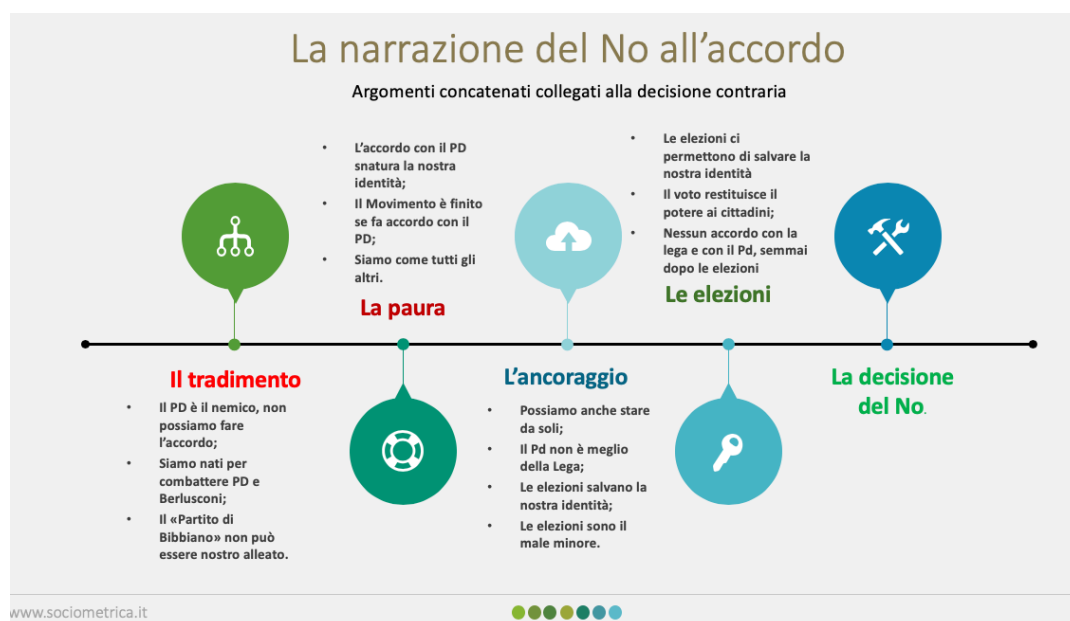 La narrazione del No all'accordo
Argomenti concatenati collegati alla decisione contraria
Il tradimento
• Il PD è il nemico, non
possiamo fare
l'accordo;
• Siamo nati per
combattere PD e
Berlusconi;
• Il «Partito di
Bibbiano» non può
essere nostro alleato.
• L'accordo con il PD
snatura la nostra
identità;
• Il Movimento è finito
se fa accordo con il
PD;
• Siamo come tutti gli
altri.
La paura
L'ancoraggio
• Possiamo anche stare
da soli;
• Il Pd non è meglio
della Lega;
• Le elezioni salvano la
nostra identità;
• Le elezioni sono il
male minore.
• Le elezioni ci
permettono di salvare la
nostra identità
• Il voto restituisce il
potere ai cittadini;
• Nessun accordo con la
lega e con il Pd, semmai
dopo le elezioni
Le elezioni
La decisione
del No.
www.sociometrica.it